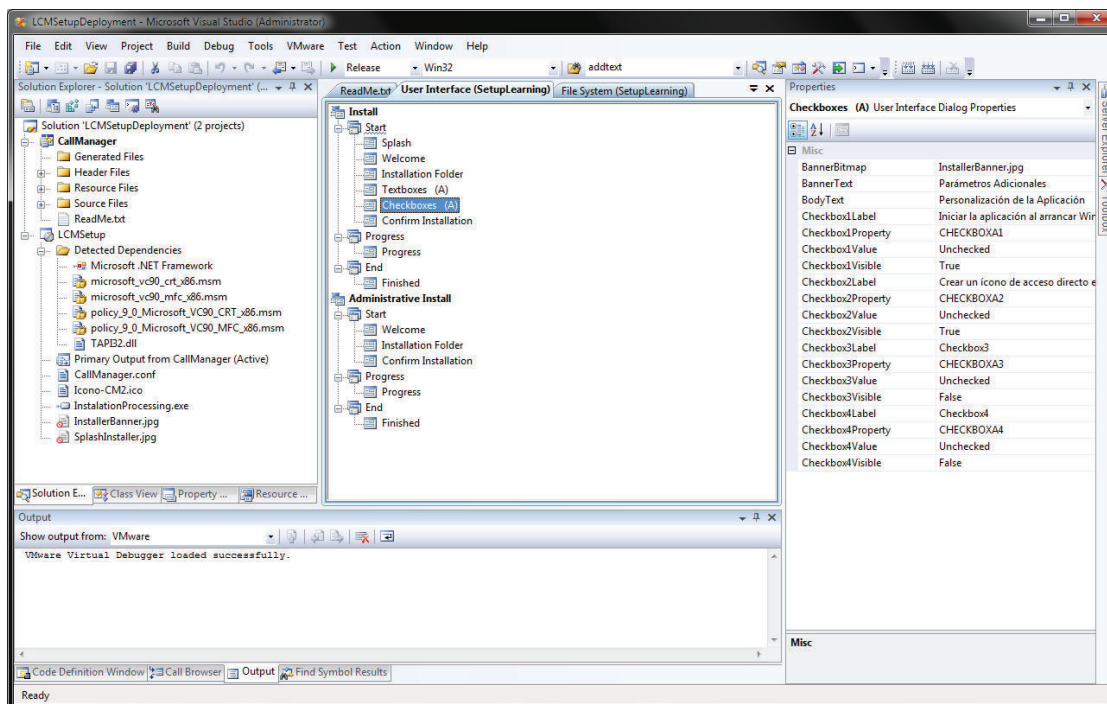 LCMSetupDeployment - Microsoft Visual Studio (Administrator)
File Edit View Project Build Debug Tools VMware Test Action Window Help
Release Win32 addtext
Solution Explorer - Solution 'LCMSetupDeployment' (...
Solution 'LCMSetupDeployment' (2 projects)
CallManager
Generated Files
Header Files
Resource Files
Source Files
ReadMe.txt
LCMSetup
Detected Dependencies
Microsoft .NET Framework
microsoft_vc90_crt_x86.msm
microsoft_vc90_mfc_x86.msm
policy_9_0_Microsoft_VC90_CRT_x86.msm
policy_9_0_Microsoft_VC90_MFC_x86.msm
TAPI32.dll
Primary Output from CallManager (Active)
CallManager.conf
Icono-CM2.ico
InstalationProcessing.exe
InstallerBanner.jpg
SplashInstaller.jpg
Solution E... Class View Property ... Resource ...
ReadMe.txt User Interface (SetupLearning) File System (SetupLearning)
Install
Start
Splash
Welcome
Installation Folder
Textboxes (A)
Checkboxes (A)
Confirm Installation
Progress
Progress
End
Finished
Administrative Install
Start
Welcome
Installation Folder
Confirm Installation
Progress
Progress
End
Finished
Properties
Checkboxes (A) User Interface Dialog Properties
Misc
BannerBitmap InstallerBanner.jpg
BannerText Parámetros Adicionales
BodyText Personalización de la Aplicación
Checkbox1Label Iniciar la aplicación al arrancar Win
Checkbox1Property CHECKBOXA1
Checkbox1Value Unchecked
Checkbox1Visible True
Checkbox2Label Crear un ícono de acceso directo e
Checkbox2Property CHECKBOXA2
Checkbox2Value Unchecked
Checkbox2Visible True
Checkbox3Label Checkbox3
Checkbox3Property CHECKBOXA3
Checkbox3Value Unchecked
Checkbox3Visible False
Checkbox4Label Checkbox4
Checkbox4Property CHECKBOXA4
Checkbox4Value Unchecked
Checkbox4Visible False
Misc
Server Explorer
Toolbox
Output
Show output from: VMware
VMware Virtual Debugger loaded successfully.
Code Definition Window Call Browser Output Find Symbol Results
Ready